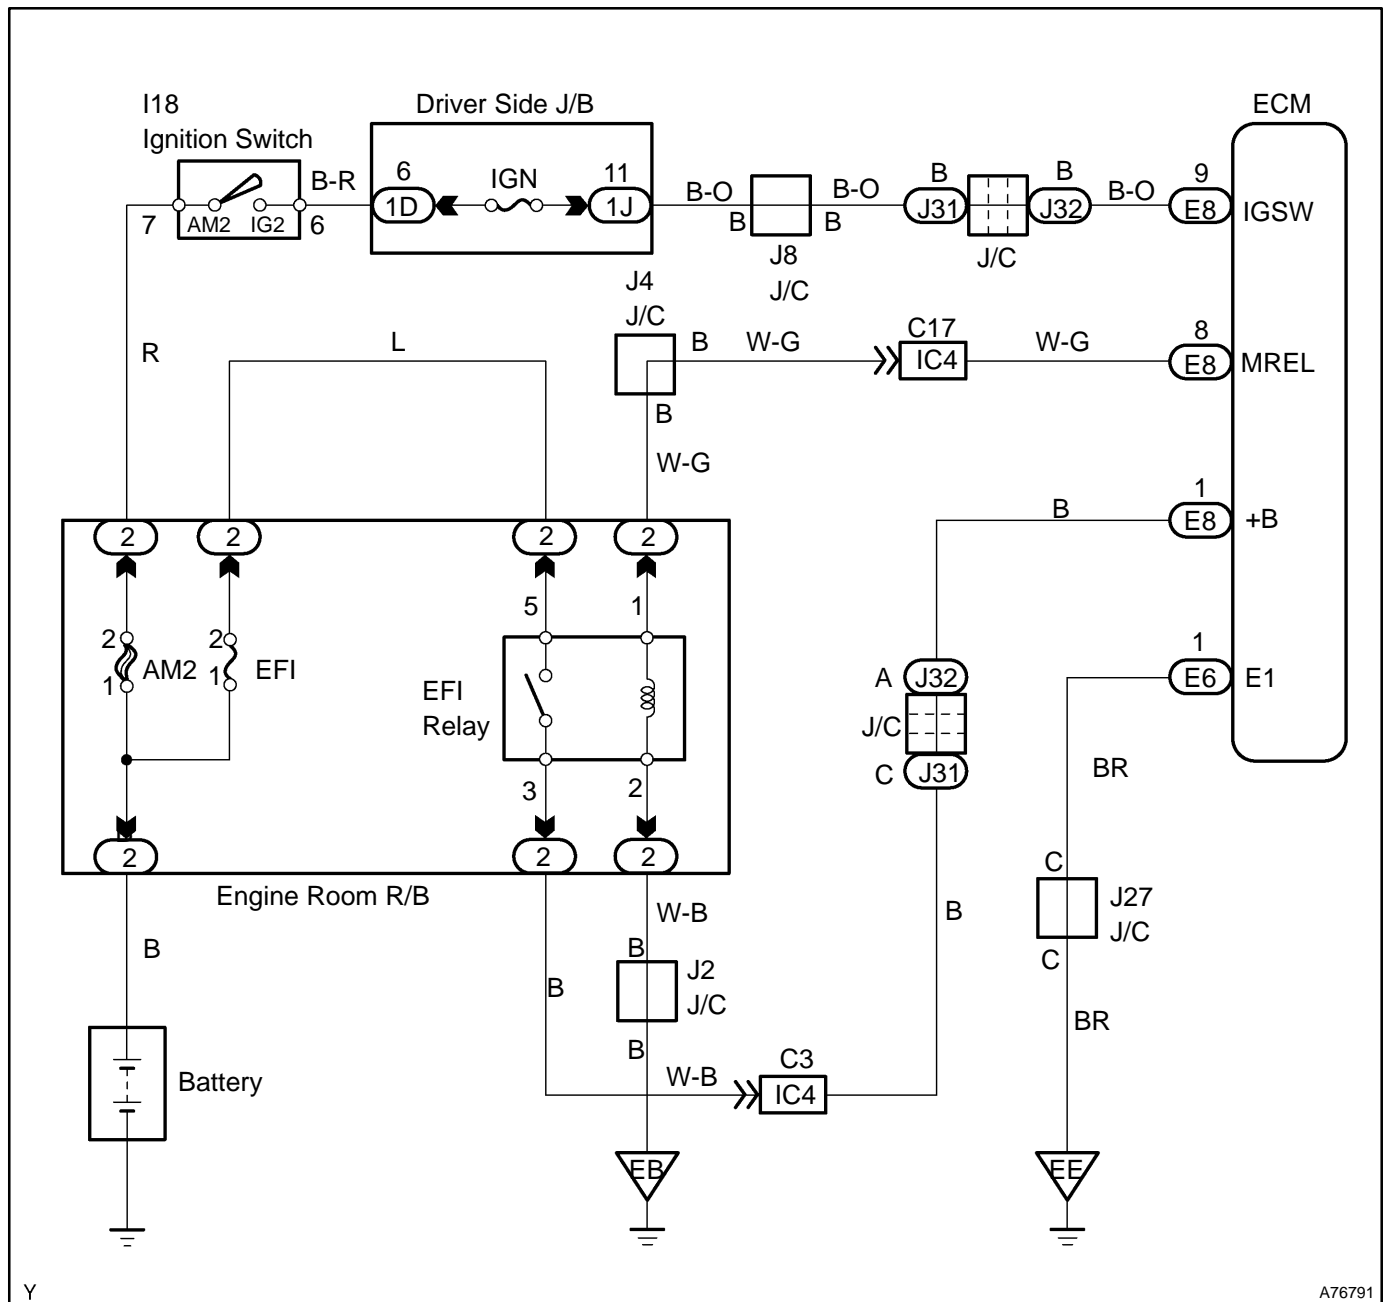 I18
Ignition Switch
Driver Side J/B
ECM
B-R
6
IGN
11
1D
1J
7
AM2
IG2
6
B-O
B
B
J8
J/C
B-O
B
J31
J/C
B
J32
B-O
9
E8
IGSW
J4
J/C
R
L
B
W-G
C17
IC4
W-G
8
E8
MREL
B
W-G
B
1
E8
+B
2
2
2
2
5
1
2
AM2
1
2
EFI
1
EFI
Relay
3
2
A
J32
J/C
C
J31
1
E6
E1
BR
2
2
2
Engine Room R/B
W-B
B
J2
J/C
B
B
B
C
J27
J/C
C
BR
B
Battery
W-B
C3
IC4
EB
EE
Y
A76791